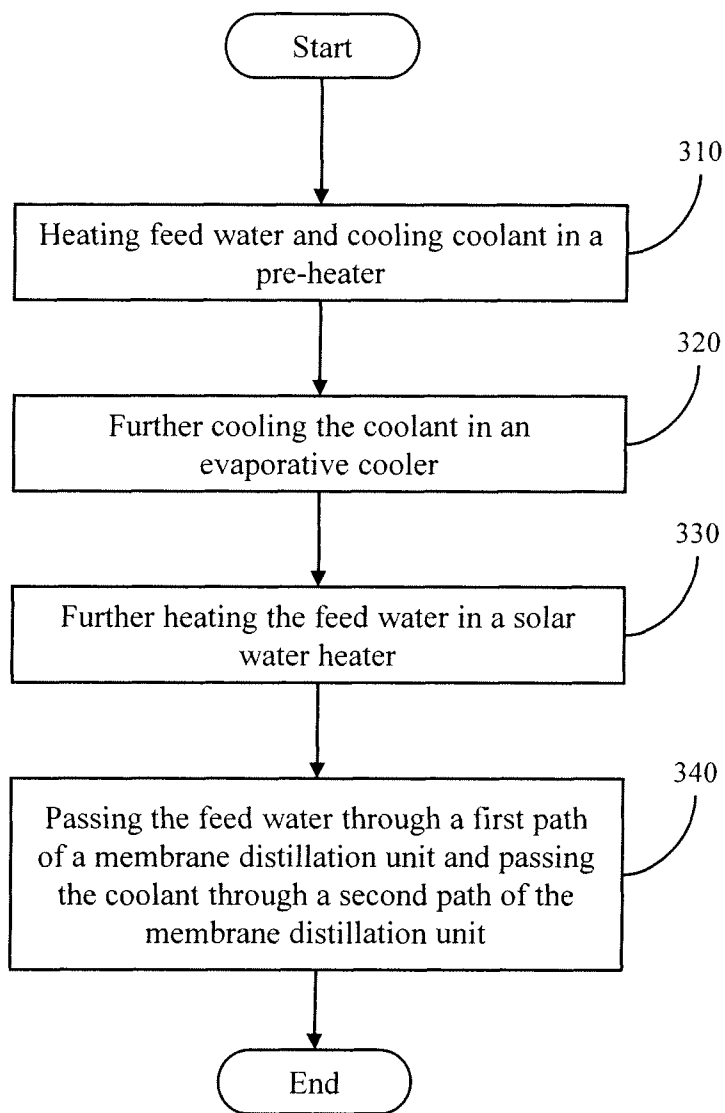 Start
310
Heating feed water and cooling coolant in a
pre-heater
320
Further cooling the coolant in an
evaporative cooler
330
Further heating the feed water in a solar
water heater
340
Passing the feed water through a first path
of a membrane distillation unit and passing
the coolant through a second path of the
membrane distillation unit
End